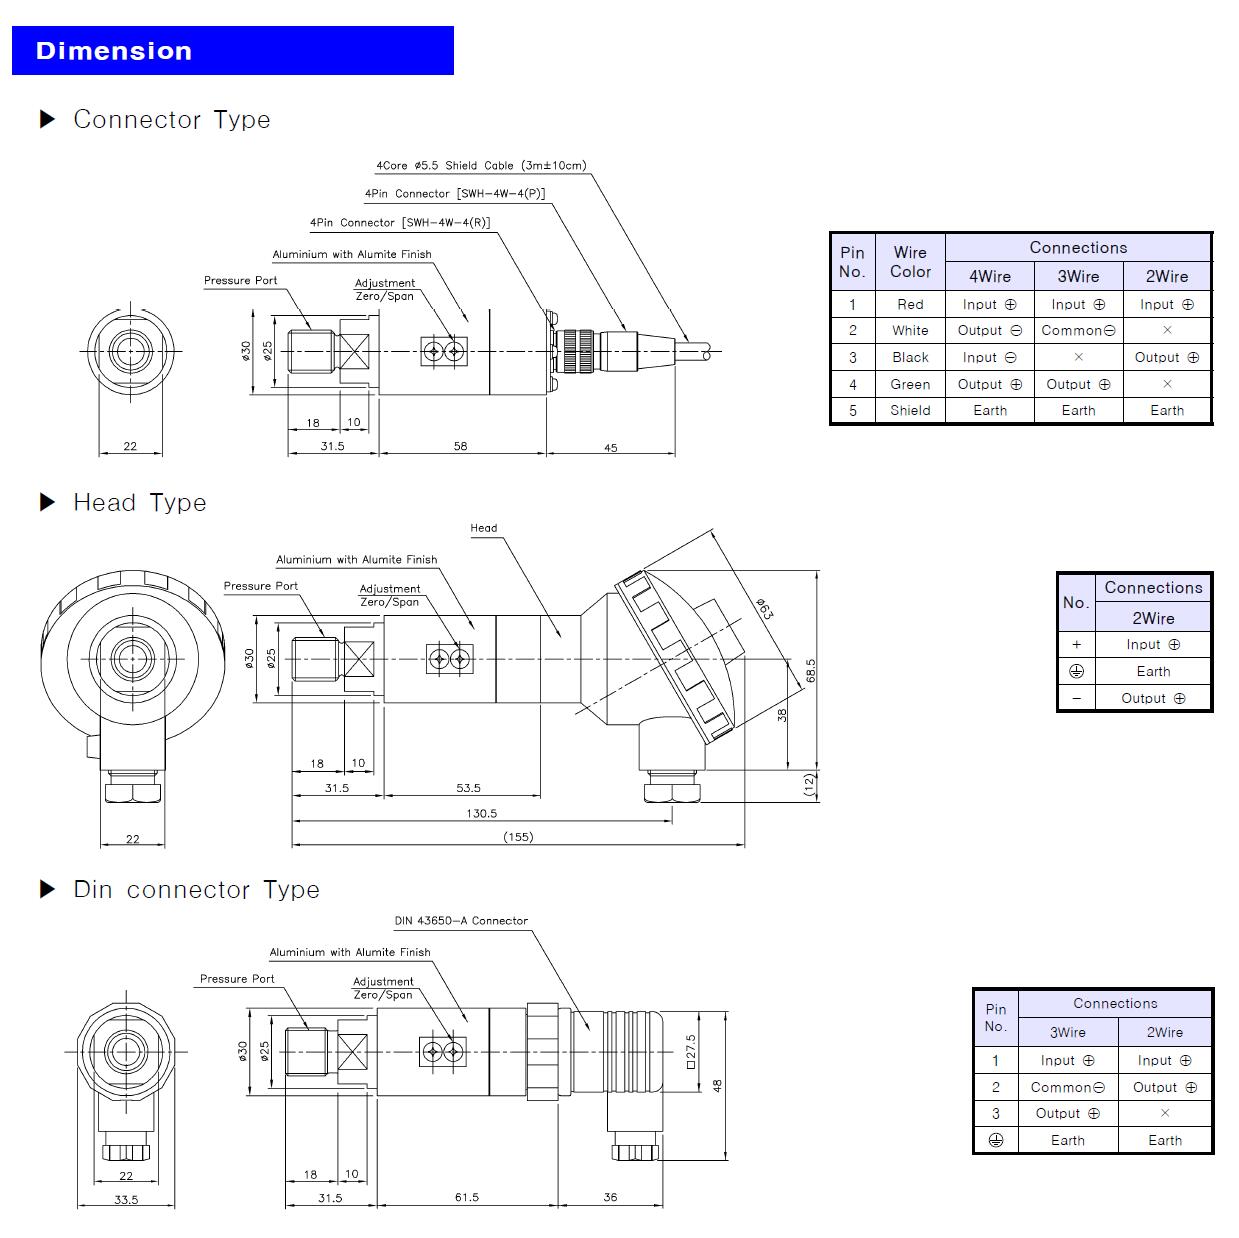 Dimension
▶ Connector Type
4Core ø5.5 Shield Cable (3m±10cm)
4Pin Connector [SWH-4W-4(P)]
4Pin Connector [SWH-4W-4(R)]
Aluminium with Alumite Finish
Pressure Port
Adjustment
Zero/Span
ø30
ø25
18
10
22
31.5
58
45
Pin No. Wire Color Connections
4Wire 3Wire 2Wire
1 Red Input ⊕ Input ⊕ Input ⊕
2 White Output ⊖ Common⊖ ×
3 Black Input ⊖ × Output ⊕
4 Green Output ⊕ Output ⊕ ×
5 Shield Earth Earth Earth
▶ Head Type
Head
Aluminium with Alumite Finish
Pressure Port
Adjustment
Zero/Span
ø30
ø25
ø63
68.5
38
(12)
18
10
31.5
53.5
130.5
22
(155)
No. Connections
2Wire
+ Input ⊕
⏚ Earth
− Output ⊕
▶ Din connector Type
DIN 43650-A Connector
Aluminium with Alumite Finish
Pressure Port
Adjustment
Zero/Span
ø30
ø25
□27.5
48
22
18
10
33.5
31.5
61.5
36
Pin No. Connections
3Wire 2Wire
1 Input ⊕ Input ⊕
2 Common⊖ Output ⊕
3 Output ⊕ ×
⏚ Earth Earth